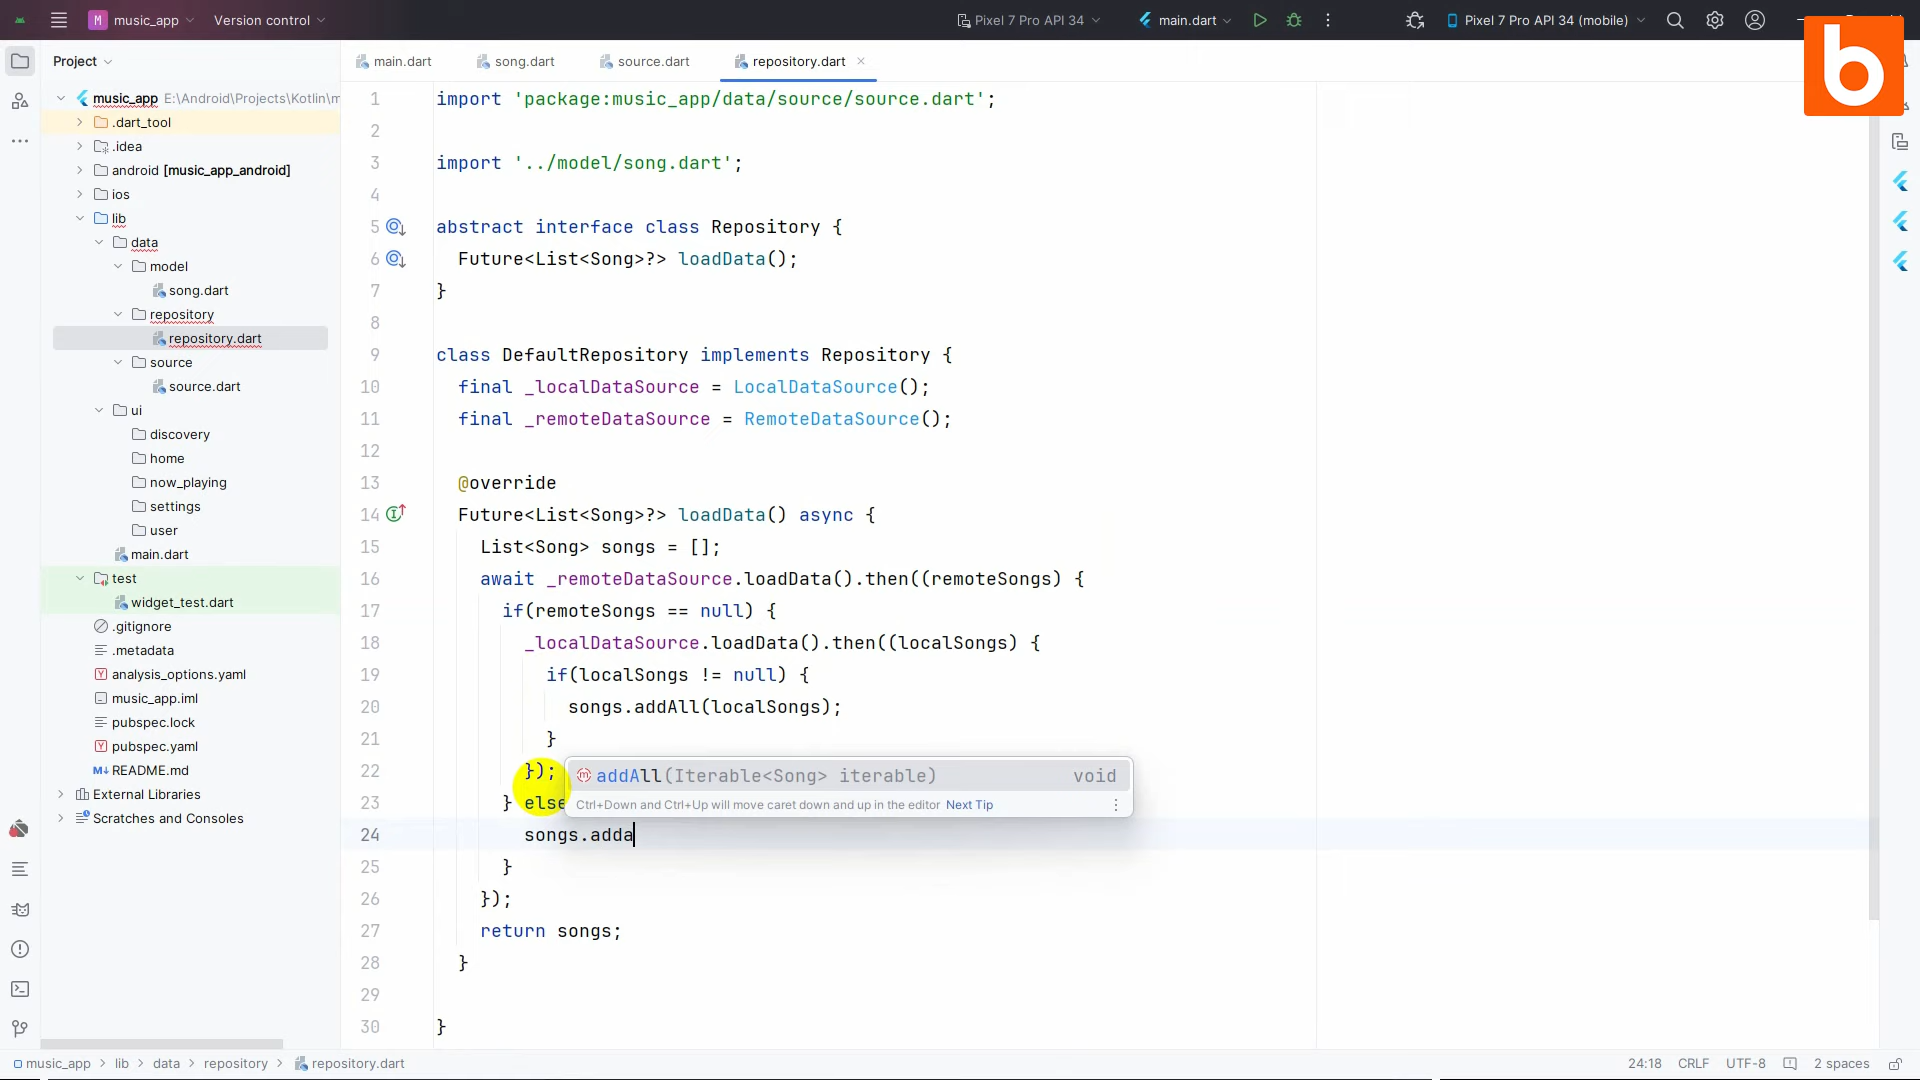 M music_app
Version control
Pixel 7 Pro API 34
main.dart
Pixel 7 Pro API 34 (mobile)
b
Project
main.dart
song.dart
source.dart
repository.dart
music_app E:\Android\Projects\Kotlin\m
.dart_tool
.idea
android [music_app_android]
ios
lib
data
model
song.dart
repository
repository.dart
source
source.dart
ui
discovery
home
now_playing
settings
user
main.dart
test
widget_test.dart
.gitignore
.metadata
analysis_options.yaml
music_app.iml
pubspec.lock
pubspec.yaml
README.md
External Libraries
Scratches and Consoles
1 import 'package:music_app/data/source/source.dart';
2
3 import '../model/song.dart';
4
5 abstract interface class Repository {
6 Future<List<Song>?> loadData();
7 }
8
9 class DefaultRepository implements Repository {
10 final _localDataSource = LocalDataSource();
11 final _remoteDataSource = RemoteDataSource();
12
13 @override
14 Future<List<Song>?> loadData() async {
15 List<Song> songs = [];
16 await _remoteDataSource.loadData().then((remoteSongs) {
17 if(remoteSongs == null) {
18 _localDataSource.loadData().then((localSongs) {
19 if(localSongs != null) {
20 songs.addAll(localSongs);
21 }
22 });
addAll(Iterable<Song> iterable) void
23 } else
Ctrl+Down and Ctrl+Up will move caret down and up in the editor Next Tip
24 songs.adda
25 }
26 });
27 return songs;
28 }
29
30 }
music_app > lib > data > repository > repository.dart
24:18 CRLF UTF-8 2 spaces